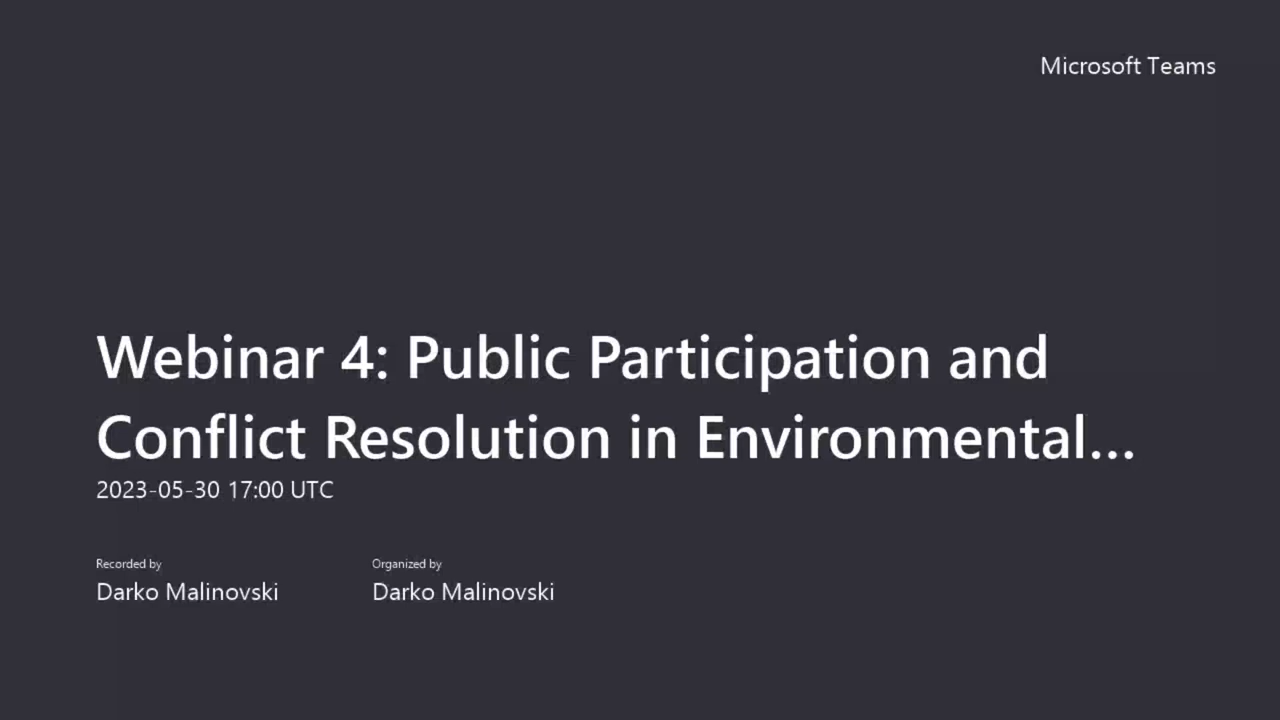 Microsoft Teams
Webinar 4: Public Participation and
Conflict Resolution in Environmental...
2023-05-30 17:00 UTC
Recorded by
Darko Malinovski
Organized by
Darko Malinovski